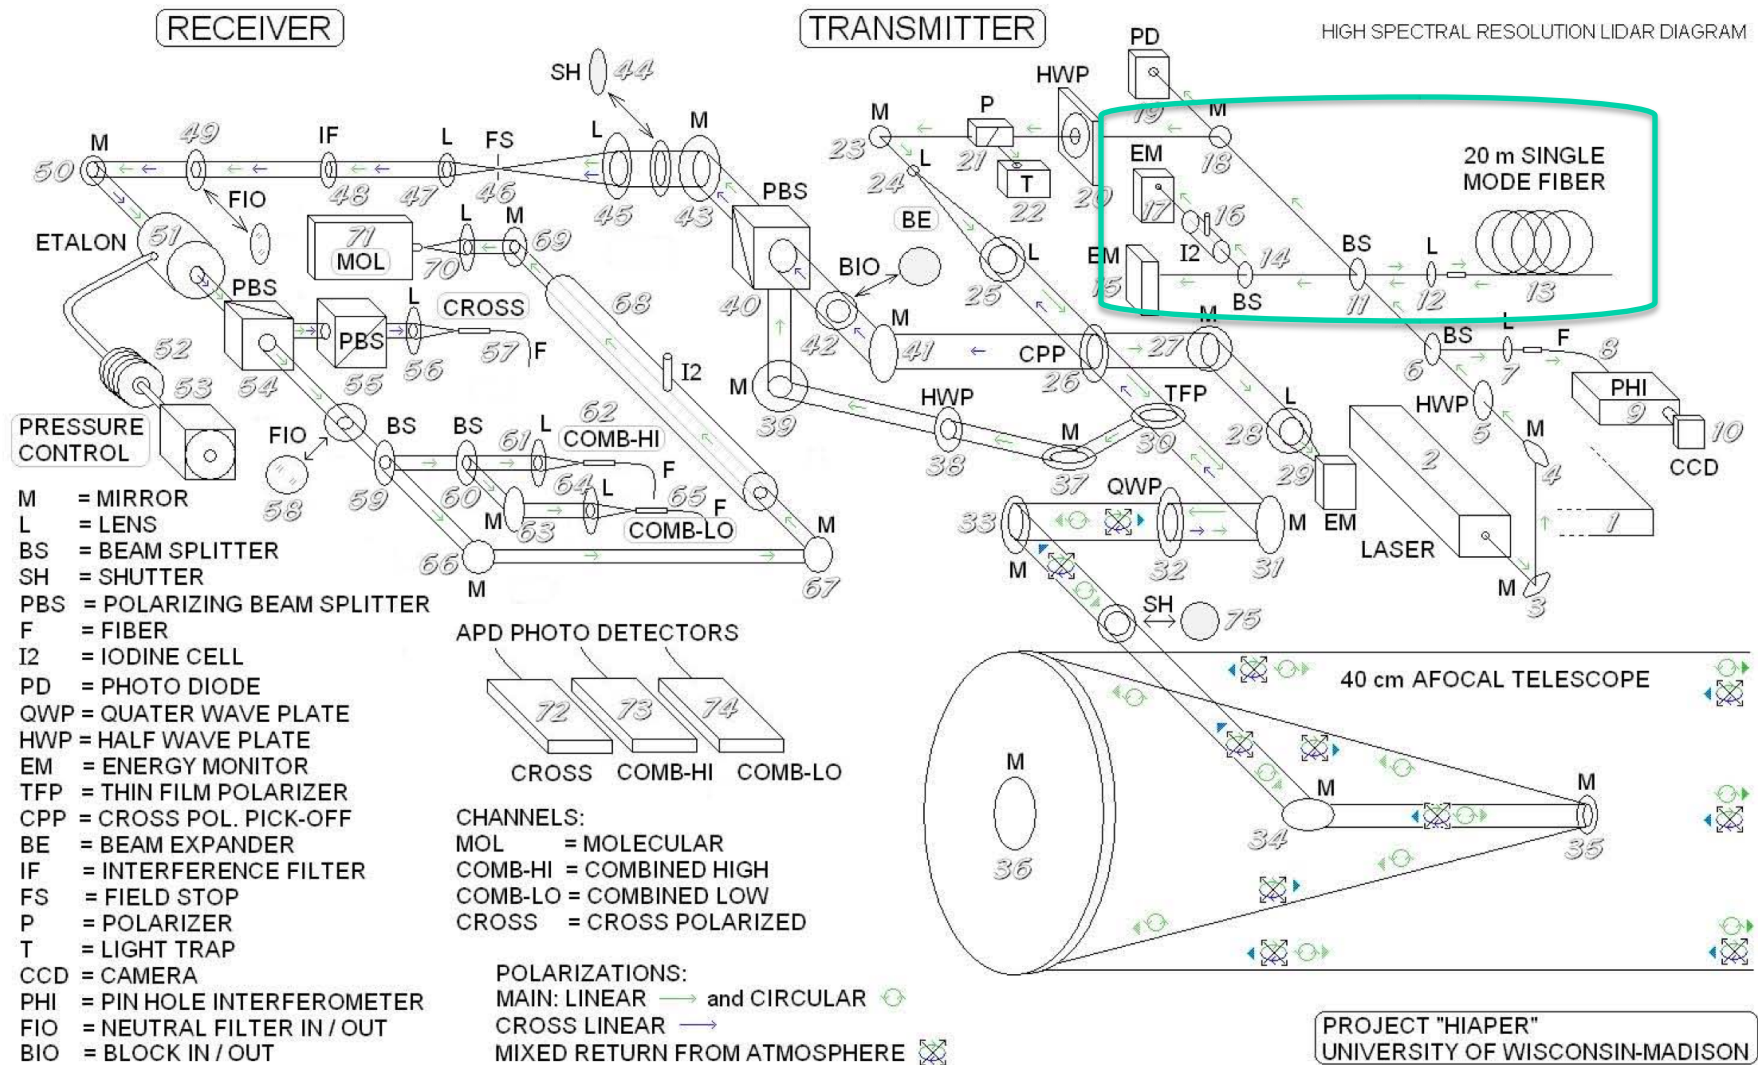 RECEIVER
TRANSMITTER
HIGH SPECTRAL RESOLUTION LIDAR DIAGRAM
PD
SH 44
HWP
19
M
49
IF
L
FS
L
M
M
P
M
50
48
47
46
45
43
23
21
20
18
FIO
L
24
T
22
EM
17
16
20 m SINGLE
MODE FIBER
PBS
BE
ETALON
51
71
MOL
L
M
69
70
BIO
L
25
EM
15
I2
14
BS
BS
11
L
12
13
PBS
40
54
PBS
55
L
56
CROSS
57
F
68
42
M
41
CPP
26
M
27
BS
6
L
7
F
8
PHI
9
10
CCD
52
53
PRESSURE
CONTROL
I2
M
39
HWP
38
M
37
TFP
30
L
28
29
EM
HWP
5
M
4
2
LASER
M
3
1
FIO
58
BS
59
BS
60
61
L
62
COMB-HI
64
F
65
M
63
L
F
COMB-LO
66
M
M
67
33
M
QWP
32
M
31
SH
75
M = MIRROR
L = LENS
BS = BEAM SPLITTER
SH = SHUTTER
PBS = POLARIZING BEAM SPLITTER
F = FIBER
I2 = IODINE CELL
PD = PHOTO DIODE
QWP = QUATER WAVE PLATE
HWP = HALF WAVE PLATE
EM = ENERGY MONITOR
TFP = THIN FILM POLARIZER
CPP = CROSS POL. PICK-OFF
BE = BEAM EXPANDER
IF = INTERFERENCE FILTER
FS = FIELD STOP
P = POLARIZER
T = LIGHT TRAP
CCD = CAMERA
PHI = PIN HOLE INTERFEROMETER
FIO = NEUTRAL FILTER IN / OUT
BIO = BLOCK IN / OUT
APD PHOTO DETECTORS
72 73 74
CROSS COMB-HI COMB-LO
CHANNELS:
MOL = MOLECULAR
COMB-HI = COMBINED HIGH
COMB-LO = COMBINED LOW
CROSS = CROSS POLARIZED
POLARIZATIONS:
MAIN: LINEAR and CIRCULAR
CROSS LINEAR
MIXED RETURN FROM ATMOSPHERE
40 cm AFOCAL TELESCOPE
M
36
M
34
M
35
PROJECT "HIAPER"
UNIVERSITY OF WISCONSIN-MADISON